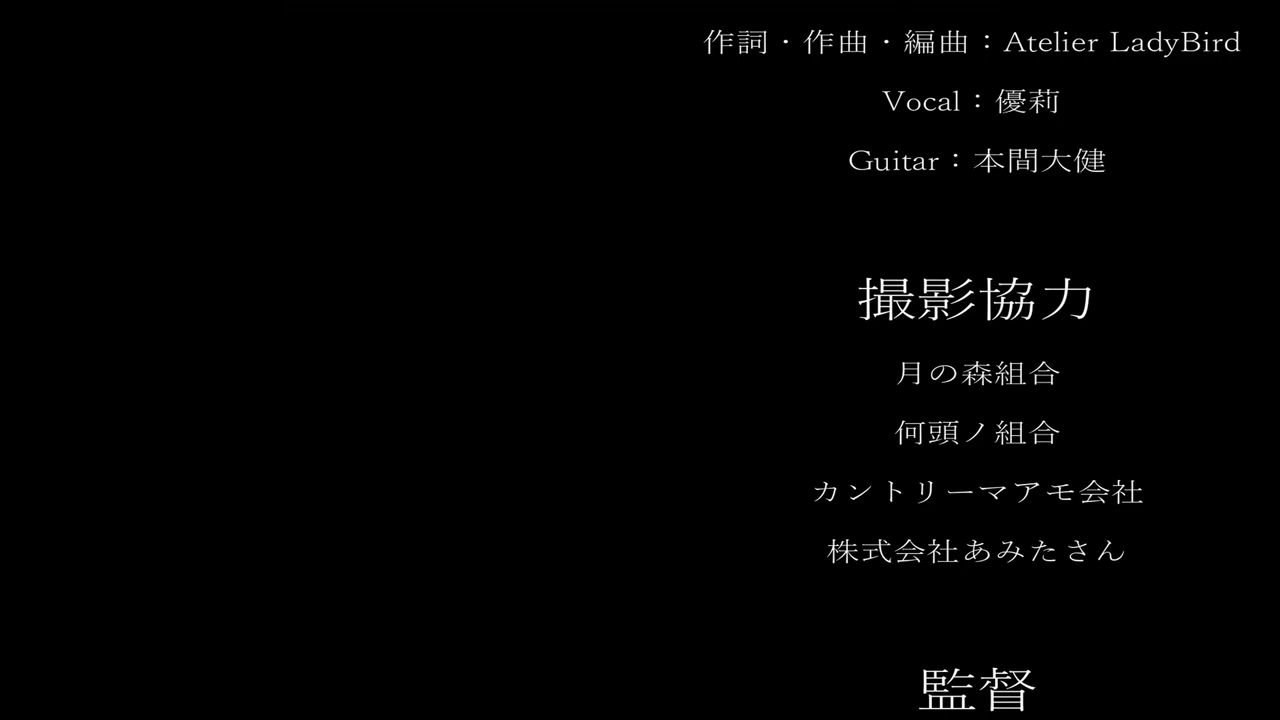 作詞・作曲・編曲：Atelier LadyBird
Vocal：優莉
Guitar：本間大健
撮影協力
月の森組合
何頭ノ組合
カントリーマアモ会社
株式会社あみたさん
監督